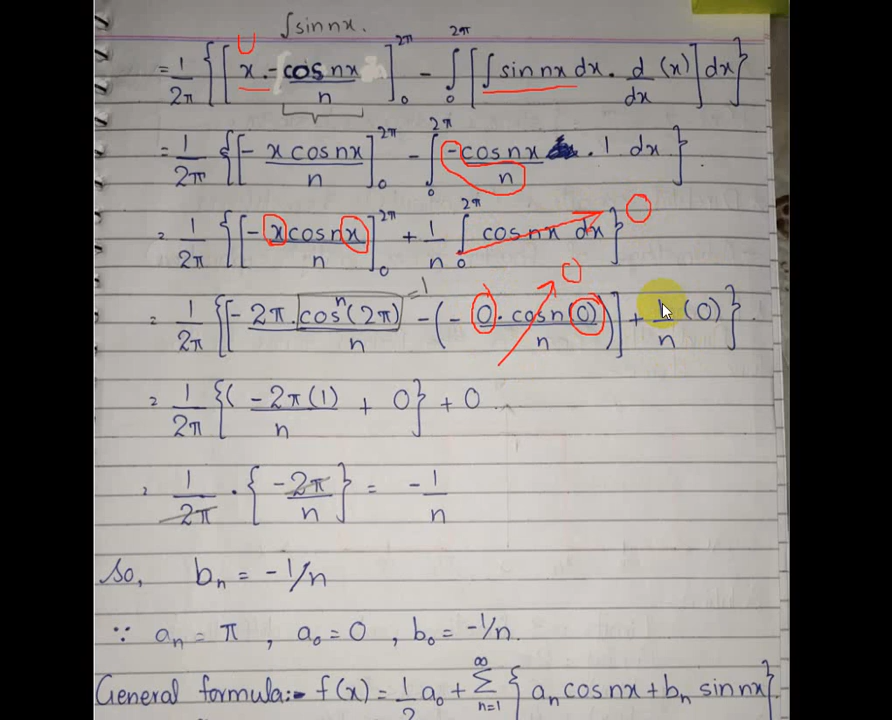 ∫sin nx.
= 1/2π {[x . - cos nx / n]₀^2π - ∫₀^2π [∫ sin nx dx . d/dx (x)] dx}
= 1/2π {[- x cos nx / n]₀^2π - ∫₀^2π - cos nx / n . 1 dx}
= 1/2π {[- x cos nx / n]₀^2π + 1/n ∫₀^2π cos nx dx} 0
= 1/2π {[- 2π . cos n(2π) / n - (- 0 . cos n(0) / n)] + 1/n (0)} =1 0
= 1/2π {( -2π(1) / n + 0} + 0
= 1/2π . {-2π / n} = -1/n
So, bn = -1/n
∵ an = π , a0 = 0 , b0 = -1/n.
General formula:- f(x) = 1/2 a0 + ∑_{n=1}^∞ {an cos nx + bn sin nx}